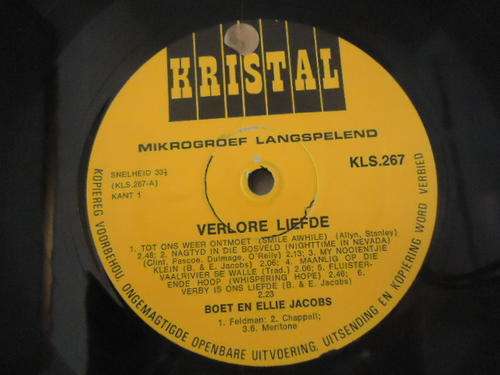 KRISTAL
MIKROGROEF LANGSPELEND
SNELHEID 33⅓
(KLS.267-A)
KANT 1
KLS.267
VERLORE LIEFDE
1. TOT ONS WEER ONTMOET (SMILE AWHILE) (Allyn, Stanley)
2.46; 2. NAGTYD IN DIE BOSVELD (NIGHTTIME IN NEVADA)
(Clint, Pascoe, Dulmage, O'Reily) 2.13; 3. MY NOOIENTJIE
KLEIN (B. & E. Jacobs) 2.06; 4. MAANLIG OP DIE
VAALRIVIER SE WALLE (Trad.) 2.06; 5. FLUISTER-
ENDE HOOP (WHISPERING HOPE) 2.46; 6.
VERBY IS ONS LIEFDE (B. & E. Jacobs)
2.23
BOET EN ELLIE JACOBS
1. Feldman; 2. Chappell;
3.6. Meritone
KOPIEREG VOORBEHOU. ONGEMAGTIGDE OPENBARE UITVOERING, UITSENDING EN KOPIERING WORD VERBIED